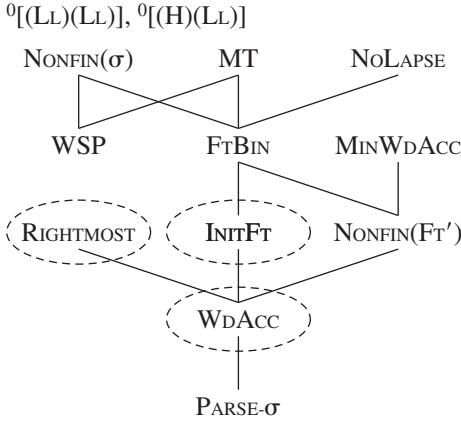 ⁰[(LL)(LL)], ⁰[(H)(LL)]
NONFIN(σ) MT NOLAPSE
WSP FTBIN MINWDACC
RIGHTMOST INITFT NONFIN(FT′)
WDACC
PARSE-σ